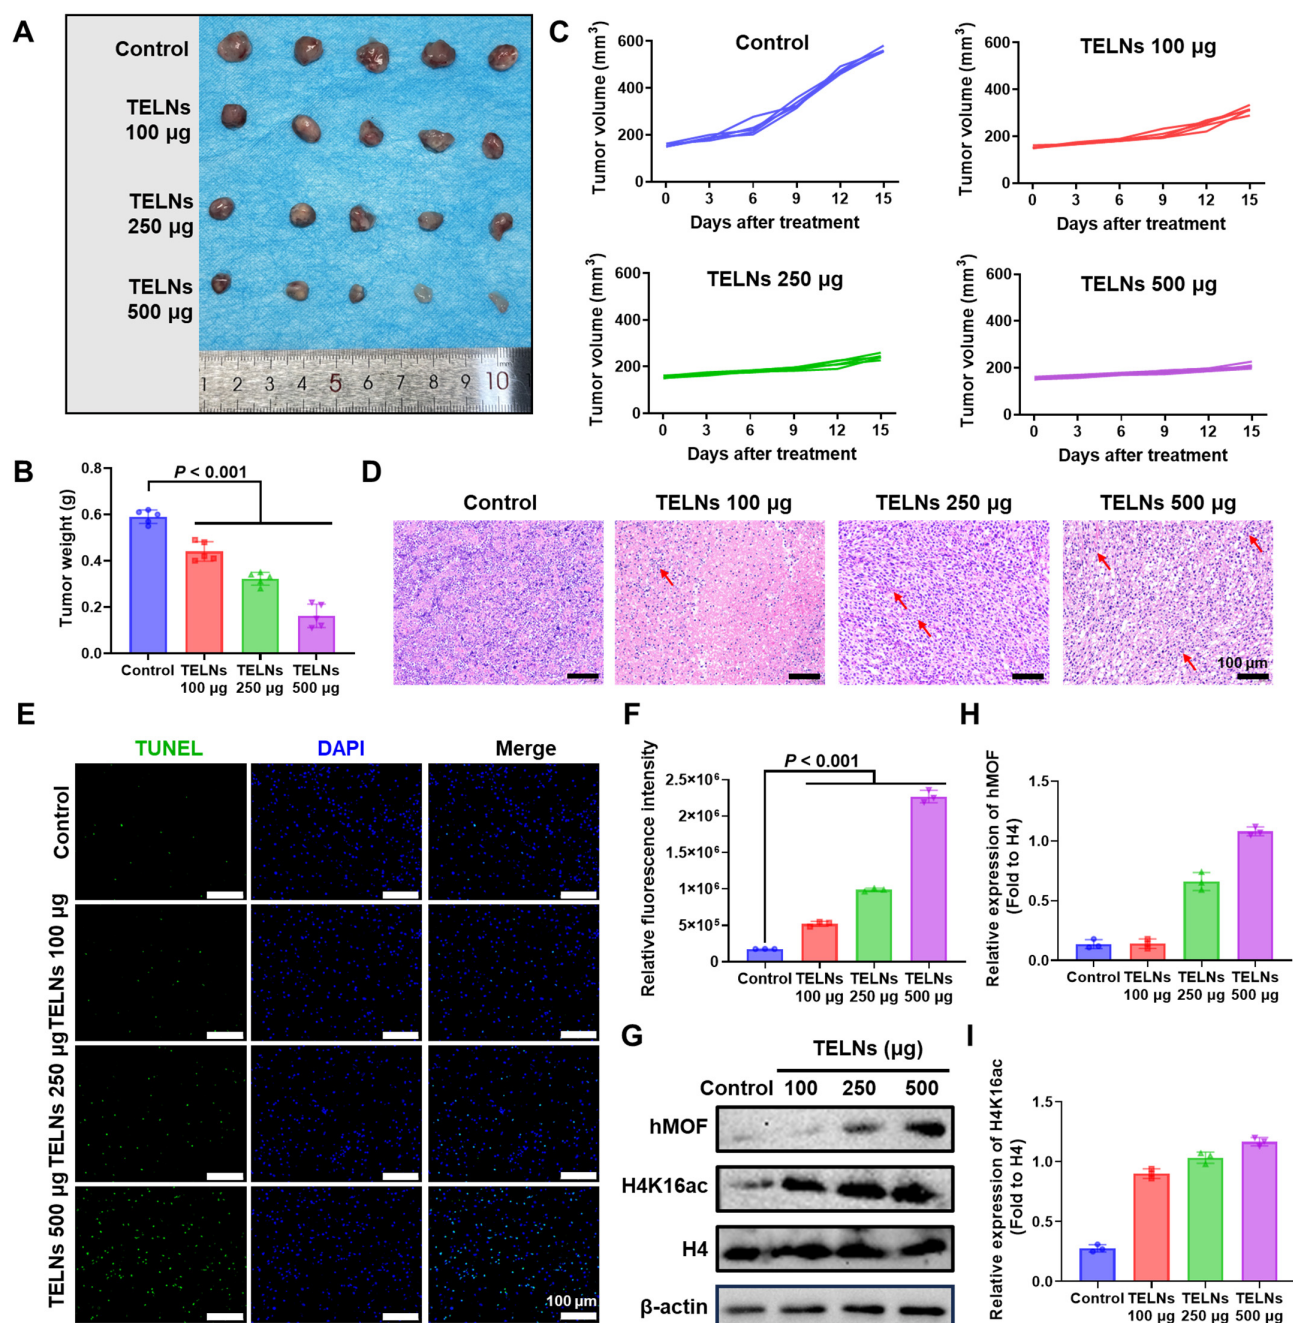 A
Control
TELNs
100 µg
TELNs
250 µg
TELNs
500 µg
1 2 3 4 5 6 7 8 9 10
mm
C
Control
Tumor volume (mm³)
600
400
200
0
0 3 6 9 12 15
Days after treatment
TELNs 100 µg
Tumor volume (mm³)
600
400
200
0
0 3 6 9 12 15
Days after treatment
TELNs 250 µg
Tumor volume (mm³)
600
400
200
0
0 3 6 9 12 15
Days after treatment
TELNs 500 µg
Tumor volume (mm³)
600
400
200
0
0 3 6 9 12 15
Days after treatment
B
P < 0.001
Tumor weight (g)
0.8
0.6
0.4
0.2
0.0
Control TELNs TELNs TELNs
100 µg 250 µg 500 µg
D
Control TELNs 100 µg TELNs 250 µg TELNs 500 µg
100 µm
E
TUNEL DAPI Merge
Control
TELNs 100 µg
TELNs 250 µg
TELNs 500 µg
100 µm
F
P < 0.001
Relative fluorescence intensity
2.5×10⁶
2×10⁶
1.5×10⁶
1×10⁶
5×10⁵
0
Control TELNs TELNs TELNs
100 µg 250 µg 500 µg
H
Relative expression of hMOF
(Fold to H4)
1.5
1.0
0.5
0.0
Control TELNs TELNs TELNs
100 µg 250 µg 500 µg
G
TELNs (µg)
Control 100 250 500
hMOF
H4K16ac
H4
β-actin
I
Relative expression of H4K16ac
(Fold to H4)
1.5
1.0
0.5
0.0
Control TELNs TELNs TELNs
100 µg 250 µg 500 µg